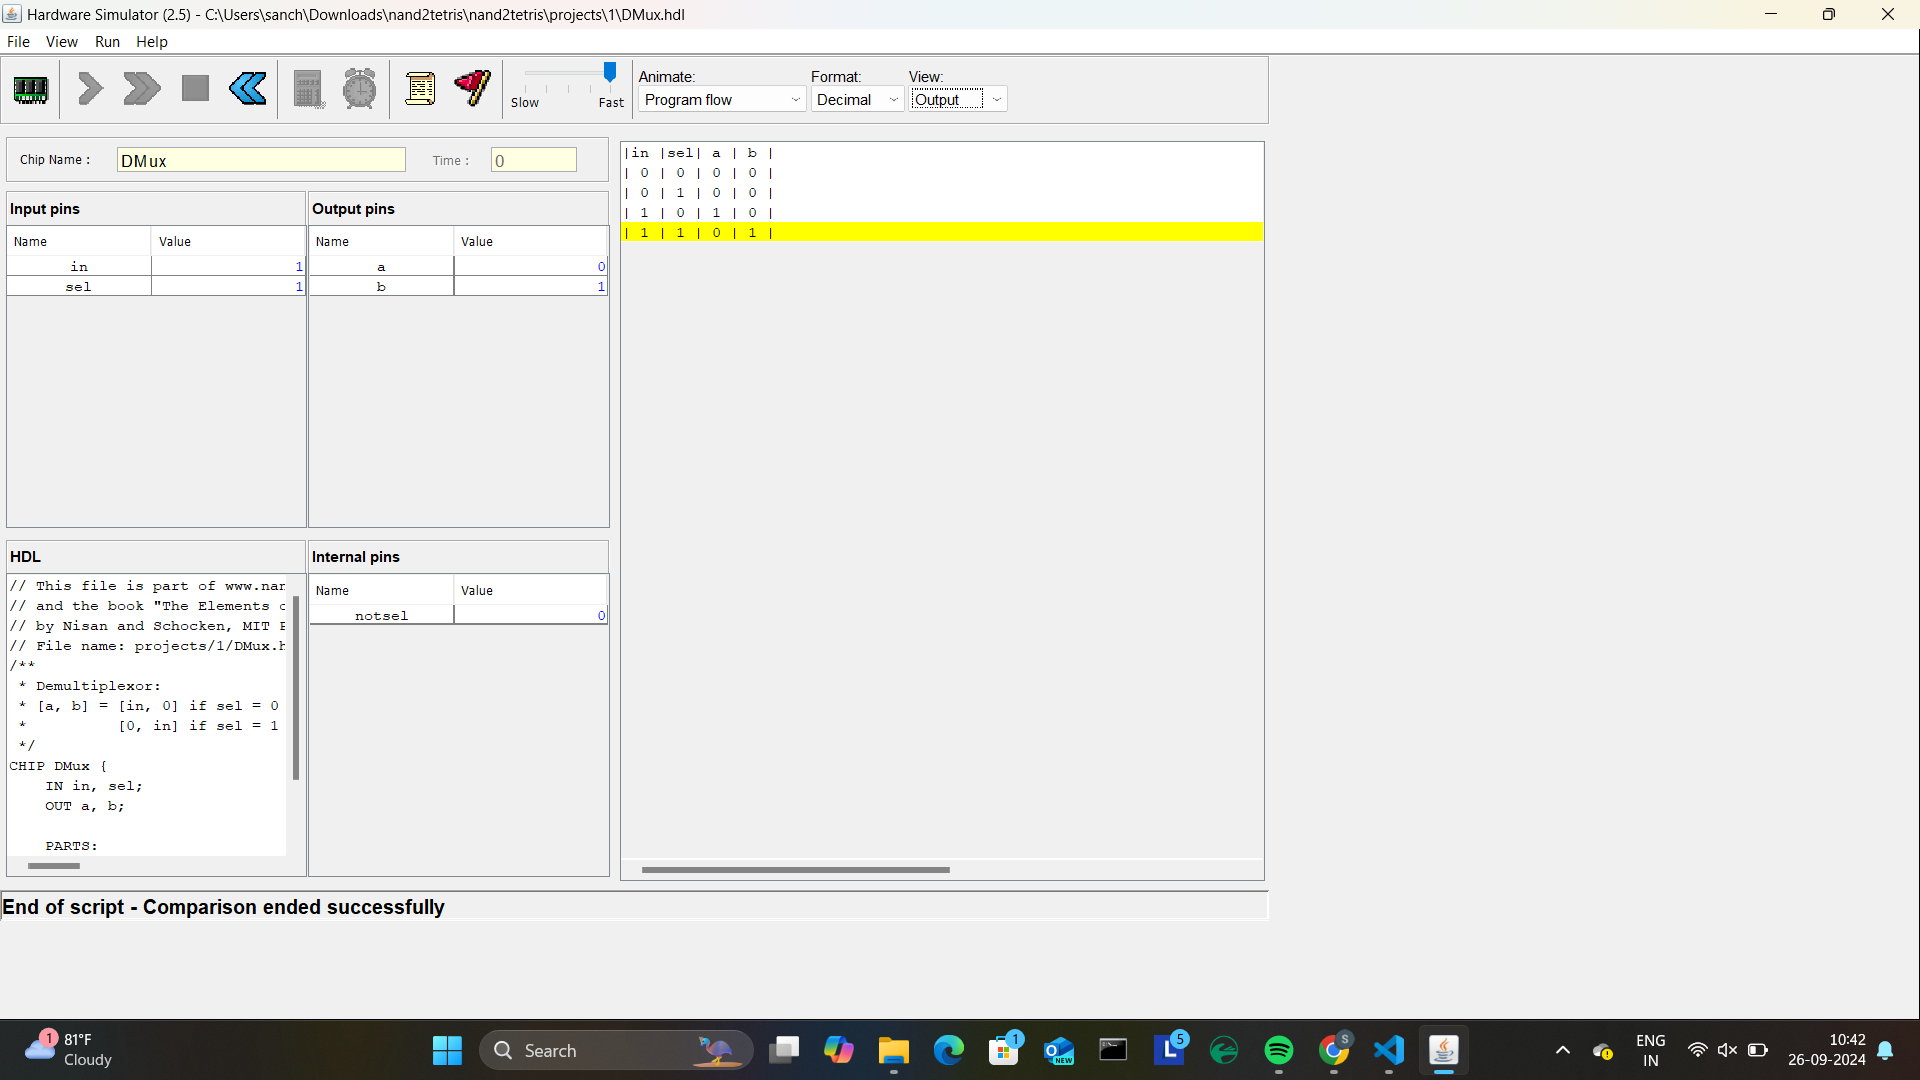 Hardware Simulator (2.5) - C:\Users\sanch\Downloads\nand2tetris\nand2tetris\projects\1\DMux.hdl
File View Run Help
Slow Fast
Animate: Format: View:
Program flow Decimal Output
Chip Name : DMux Time : 0
Input pins
Name Value
in 1
sel 1
Output pins
Name Value
a 0
b 1
|in |sel| a | b |
| 0 | 0 | 0 | 0 |
| 0 | 1 | 0 | 0 |
| 1 | 0 | 1 | 0 |
| 1 | 1 | 0 | 1 |
HDL
// This file is part of www.nan
// and the book "The Elements o
// by Nisan and Schocken, MIT P
// File name: projects/1/DMux.h
/**
* Demultiplexor:
* [a, b] = [in, 0] if sel = 0
* [0, in] if sel = 1
*/
CHIP DMux {
IN in, sel;
OUT a, b;
PARTS:
Internal pins
Name Value
notsel 0
End of script - Comparison ended successfully
1
81°F
Cloudy
Search
1
NEW
L 5
S
ENG
IN
10:42
26-09-2024